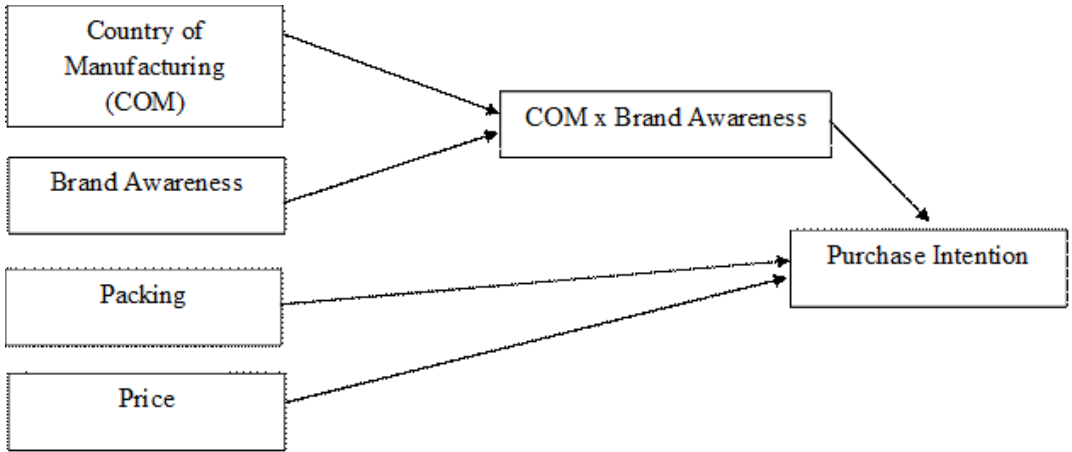 Country of
Manufacturing
(COM)
COM x Brand Awareness
Brand Awareness
Purchase Intention
Packing
Price